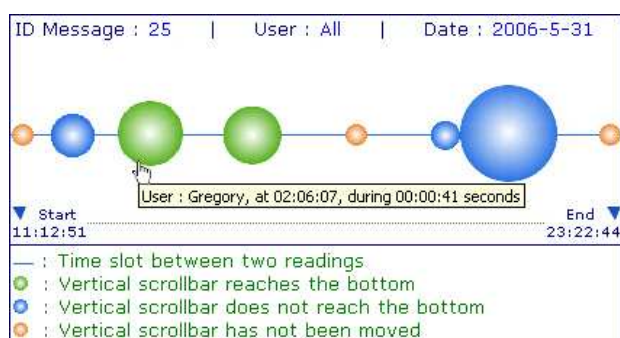 ID Message : 25 | User : All | Date : 2006-5-31
User : Gregory, at 02:06:07, during 00:00:41 seconds
Start End
11:12:51 23:22:44
: Time slot between two readings
: Vertical scrollbar reaches the bottom
: Vertical scrollbar does not reach the bottom
: Vertical scrollbar has not been moved